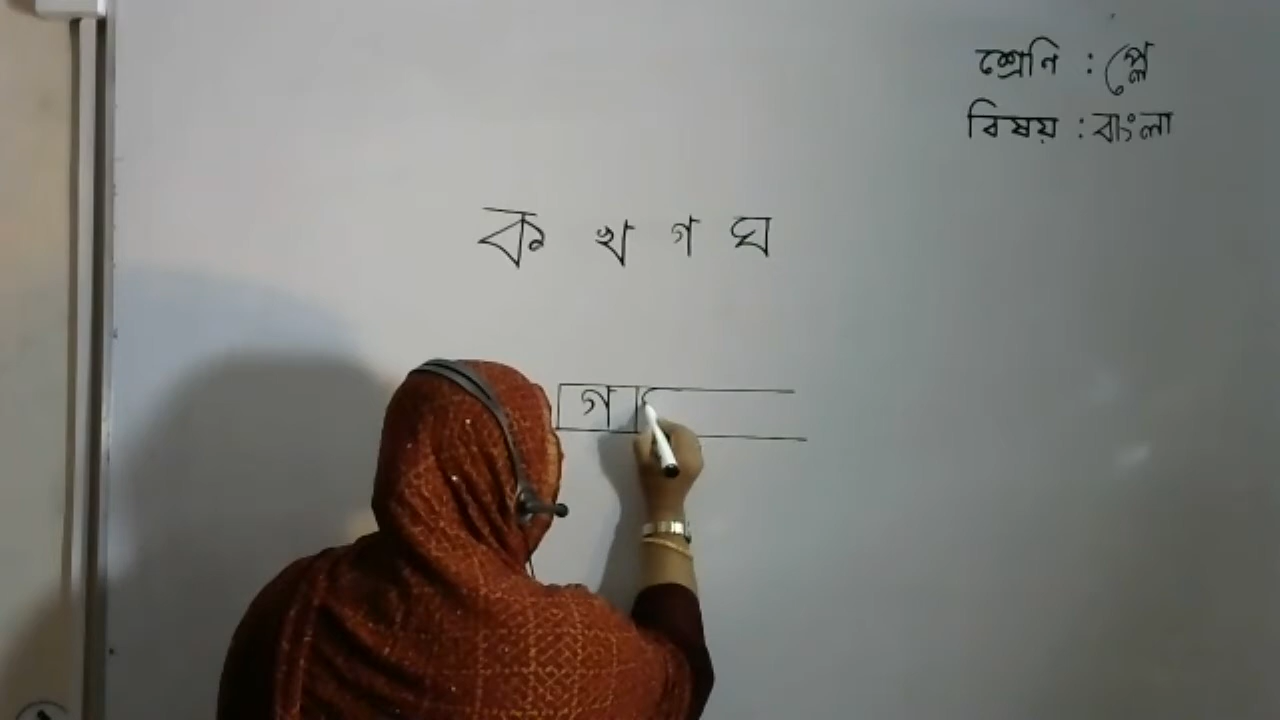 শ্রেণি : প্লে
বিষয় : বাংলা
ক খ গ ঘ
গ